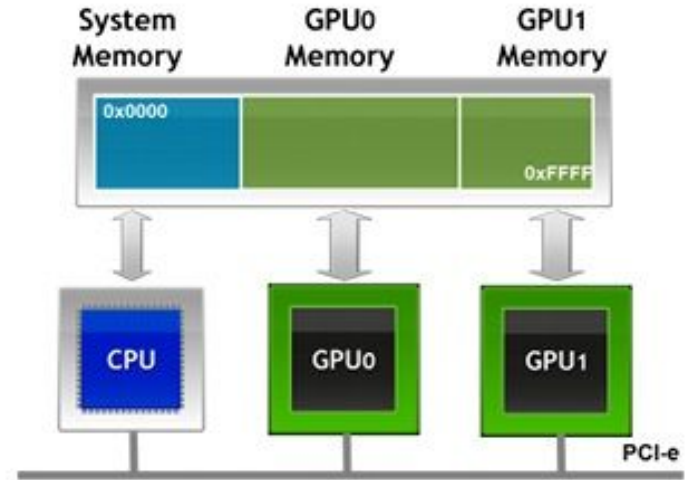 System Memory
GPU0 Memory
GPU1 Memory
0x0000
0xFFFF
CPU
GPU0
GPU1
PCI-e